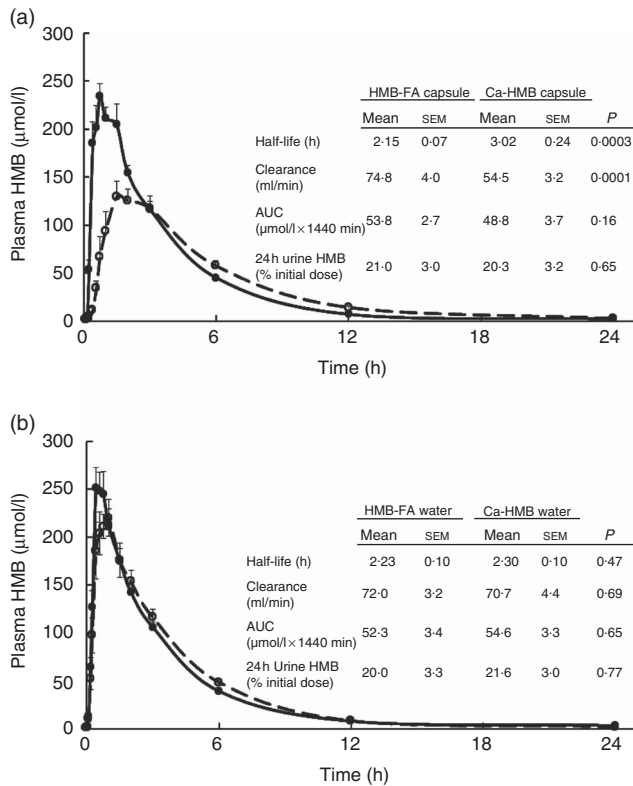 (a)
300
250
200
150
100
50
0
Plasma HMB (μmol/l)
HMB-FA capsule Ca-HMB capsule
Mean SEM Mean SEM P
Half-life (h) 2·15 0·07 3·02 0·24 0·0003
Clearance
(ml/min) 74·8 4·0 54·5 3·2 0·0001
AUC
(μmol/l×1440 min) 53·8 2·7 48·8 3·7 0·16
24h urine HMB
(% initial dose) 21·0 3·0 20·3 3·2 0·65
0 6 12 18 24
Time (h)
(b)
300
250
200
150
100
50
0
Plasma HMB (μmol/l)
HMB-FA water Ca-HMB water
Mean SEM Mean SEM P
Half-life (h) 2·23 0·10 2·30 0·10 0·47
Clearance
(ml/min) 72·0 3·2 70·7 4·4 0·69
AUC
(μmol/l×1440 min) 52·3 3·4 54·6 3·3 0·65
24h Urine HMB
(% initial dose) 20·0 3·3 21·6 3·0 0·77
0 6 12 18 24
Time (h)